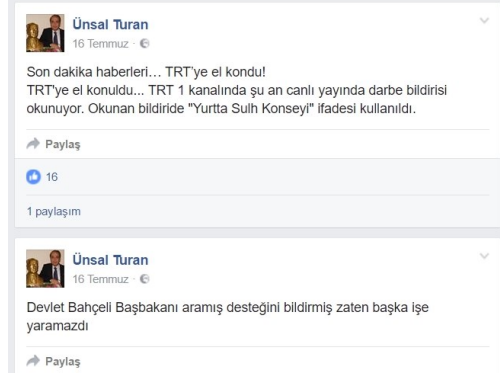 Ünsal Turan
16 Temmuz ·
Son dakika haberleri… TRT'ye el kondu!
TRT'ye el konuldu... TRT 1 kanalında şu an canlı yayında darbe bildirisi
okunuyor. Okunan bildiride "Yurtta Sulh Konseyi" ifadesi kullanıldı.
Paylaş
16
1 paylaşım
Ünsal Turan
16 Temmuz ·
Devlet Bahçeli Başbakanı aramış desteğini bildirmiş zaten başka işe
yaramazdı
Paylaş